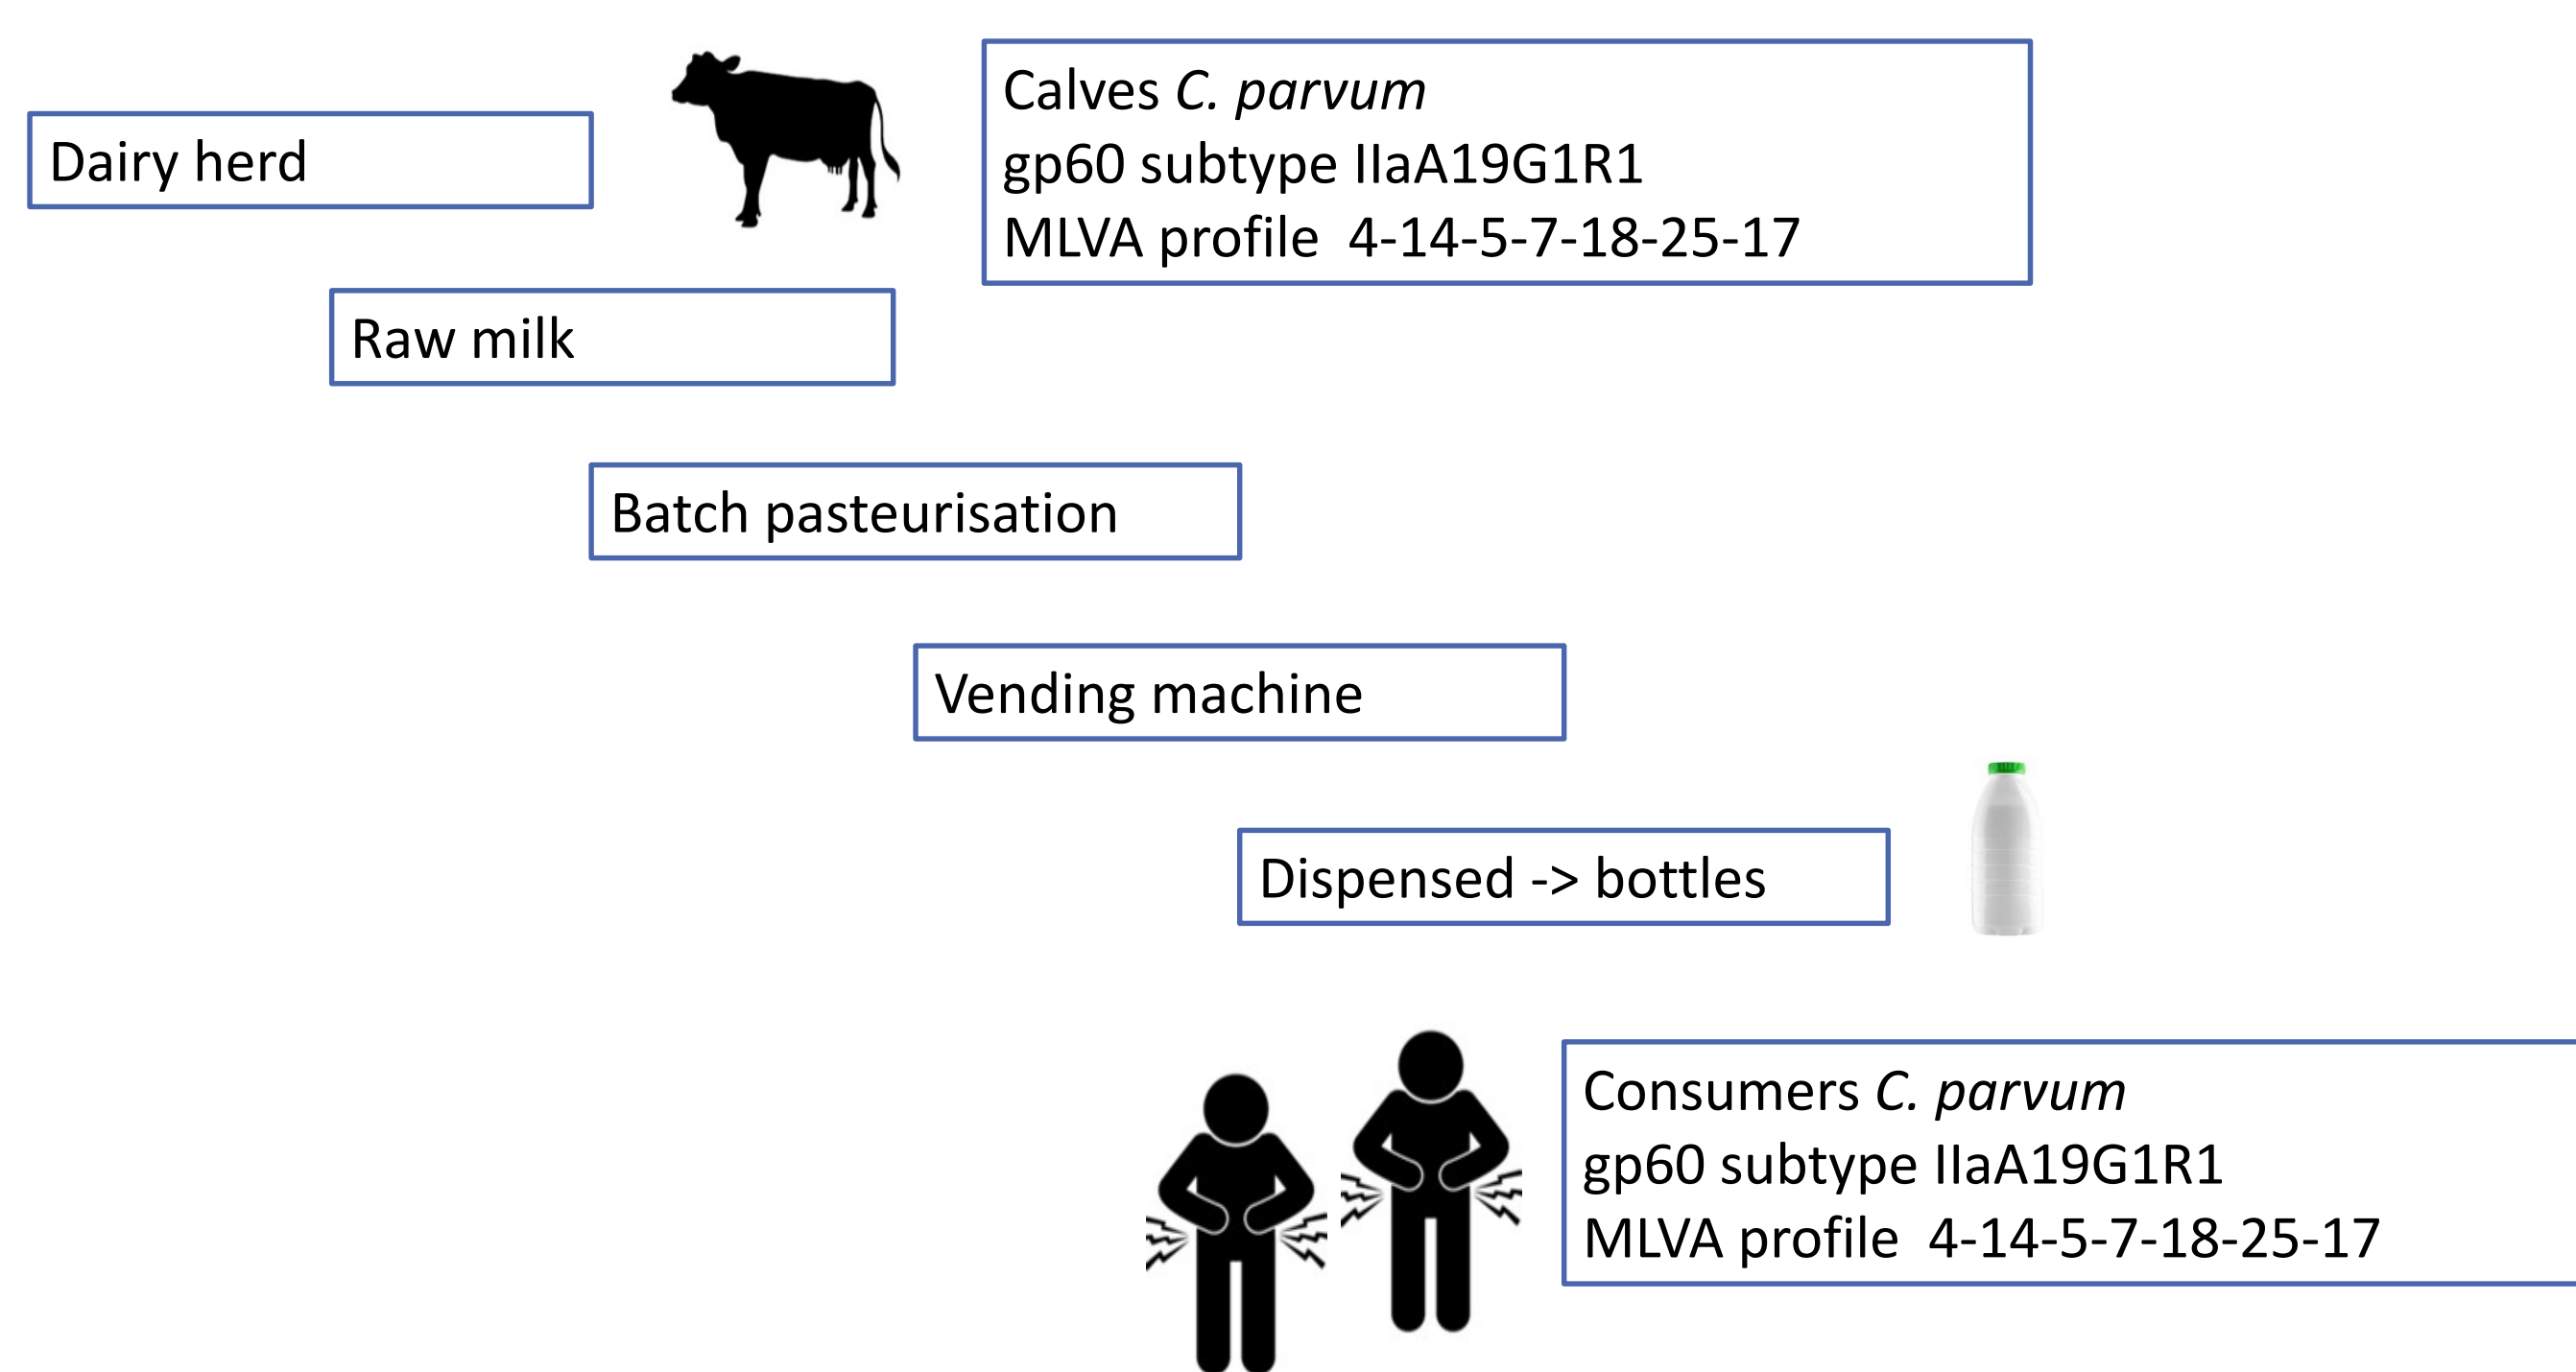 Dairy herd
Calves C. parvum
gp60 subtype IIaA19G1R1
MLVA profile  4-14-5-7-18-25-17
Raw milk
Batch pasteurisation
Vending machine
Dispensed -> bottles
Consumers C. parvum
gp60 subtype IIaA19G1R1
MLVA profile  4-14-5-7-18-25-17